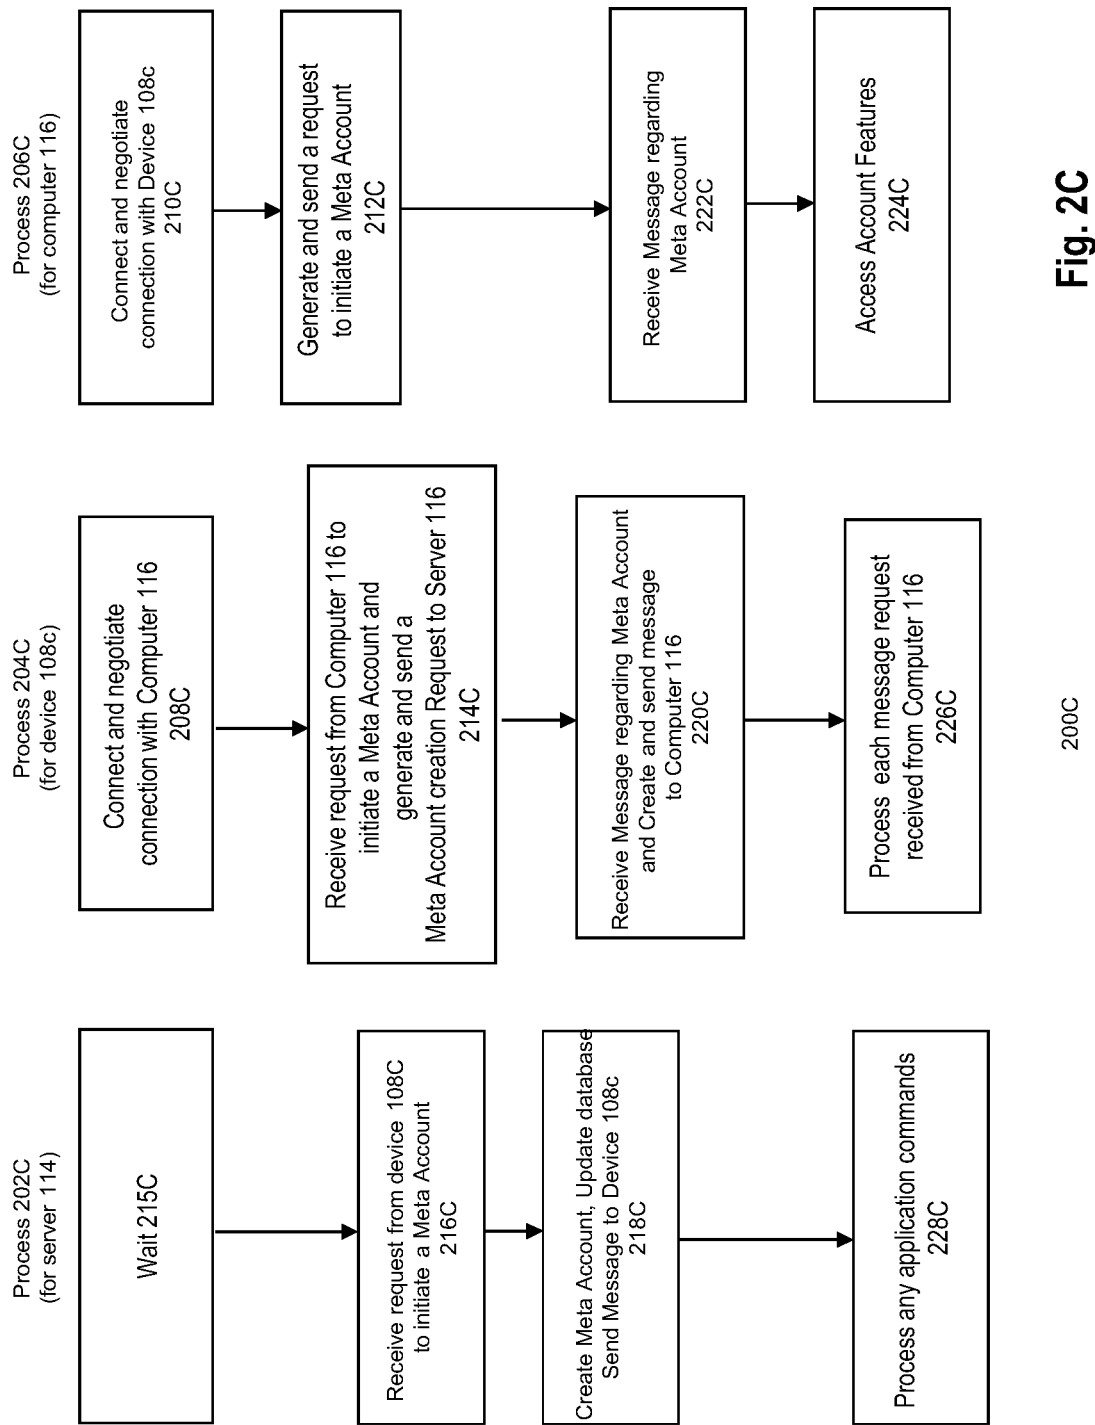 Process 202C
(for server 114)
Wait 215C
Receive request from device 108C
to initiate a Meta Account
216C
Create Meta Account, Update database
Send Message to Device 108c
218C
Process any application commands
228C
Process 204C
(for device 108c)
Connect and negotiate
connection with Computer 116
208C
Receive request from Computer 116 to
initiate a Meta Account and
generate and send a
Meta Account creation Request to Server 116
214C
Receive Message regarding Meta Account
and Create and send message
to Computer 116
220C
Process each message request
received from Computer 116
226C
Process 206C
(for computer 116)
Connect and negotiate
connection with Device 108c
210C
Generate and send a request
to initiate a Meta Account
212C
Receive Message regarding
Meta Account
222C
Access Account Features
224C
200C
Fig. 2C